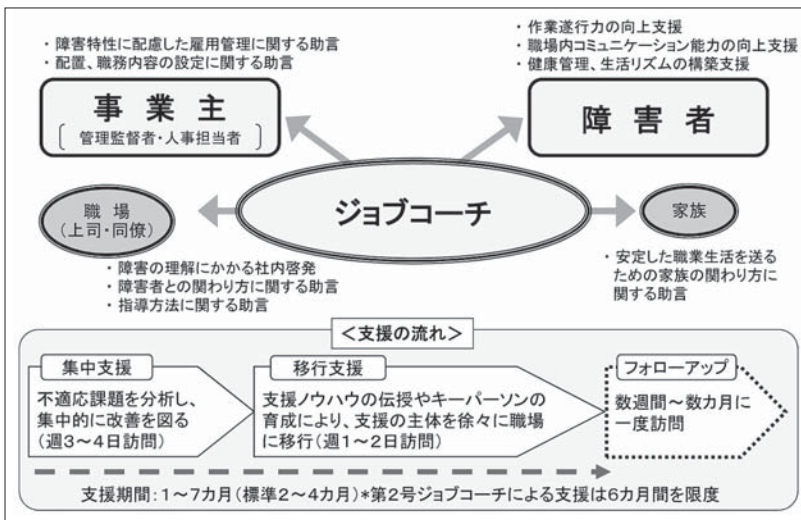 ・障害特性に配慮した雇用管理に関する助言
・配置、職務内容の設定に関する助言
事業主
〔管理監督者・人事担当者〕
・作業遂行力の向上支援
・職場内コミュニケーション能力の向上支援
・健康管理、生活リズムの構築支援
障害者
ジョブコーチ
職場
(上司・同僚)
・障害の理解にかかる社内啓発
・障害者との関わり方に関する助言
・指導方法に関する助言
家族
・安定した職業生活を送る
ための家族の関わり方に
関する助言
<支援の流れ>
集中支援
不適応課題を分析し、
集中的に改善を図る
(週3~4日訪問)
移行支援
支援ノウハウの伝授やキーパーソンの
育成により、支援の主体を徐々に職場
に移行(週1~2日訪問)
フォローアップ
数週間~数カ月に
一度訪問
支援期間:1~7カ月(標準2~4カ月)*第2号ジョブコーチによる支援は6カ月間を限度